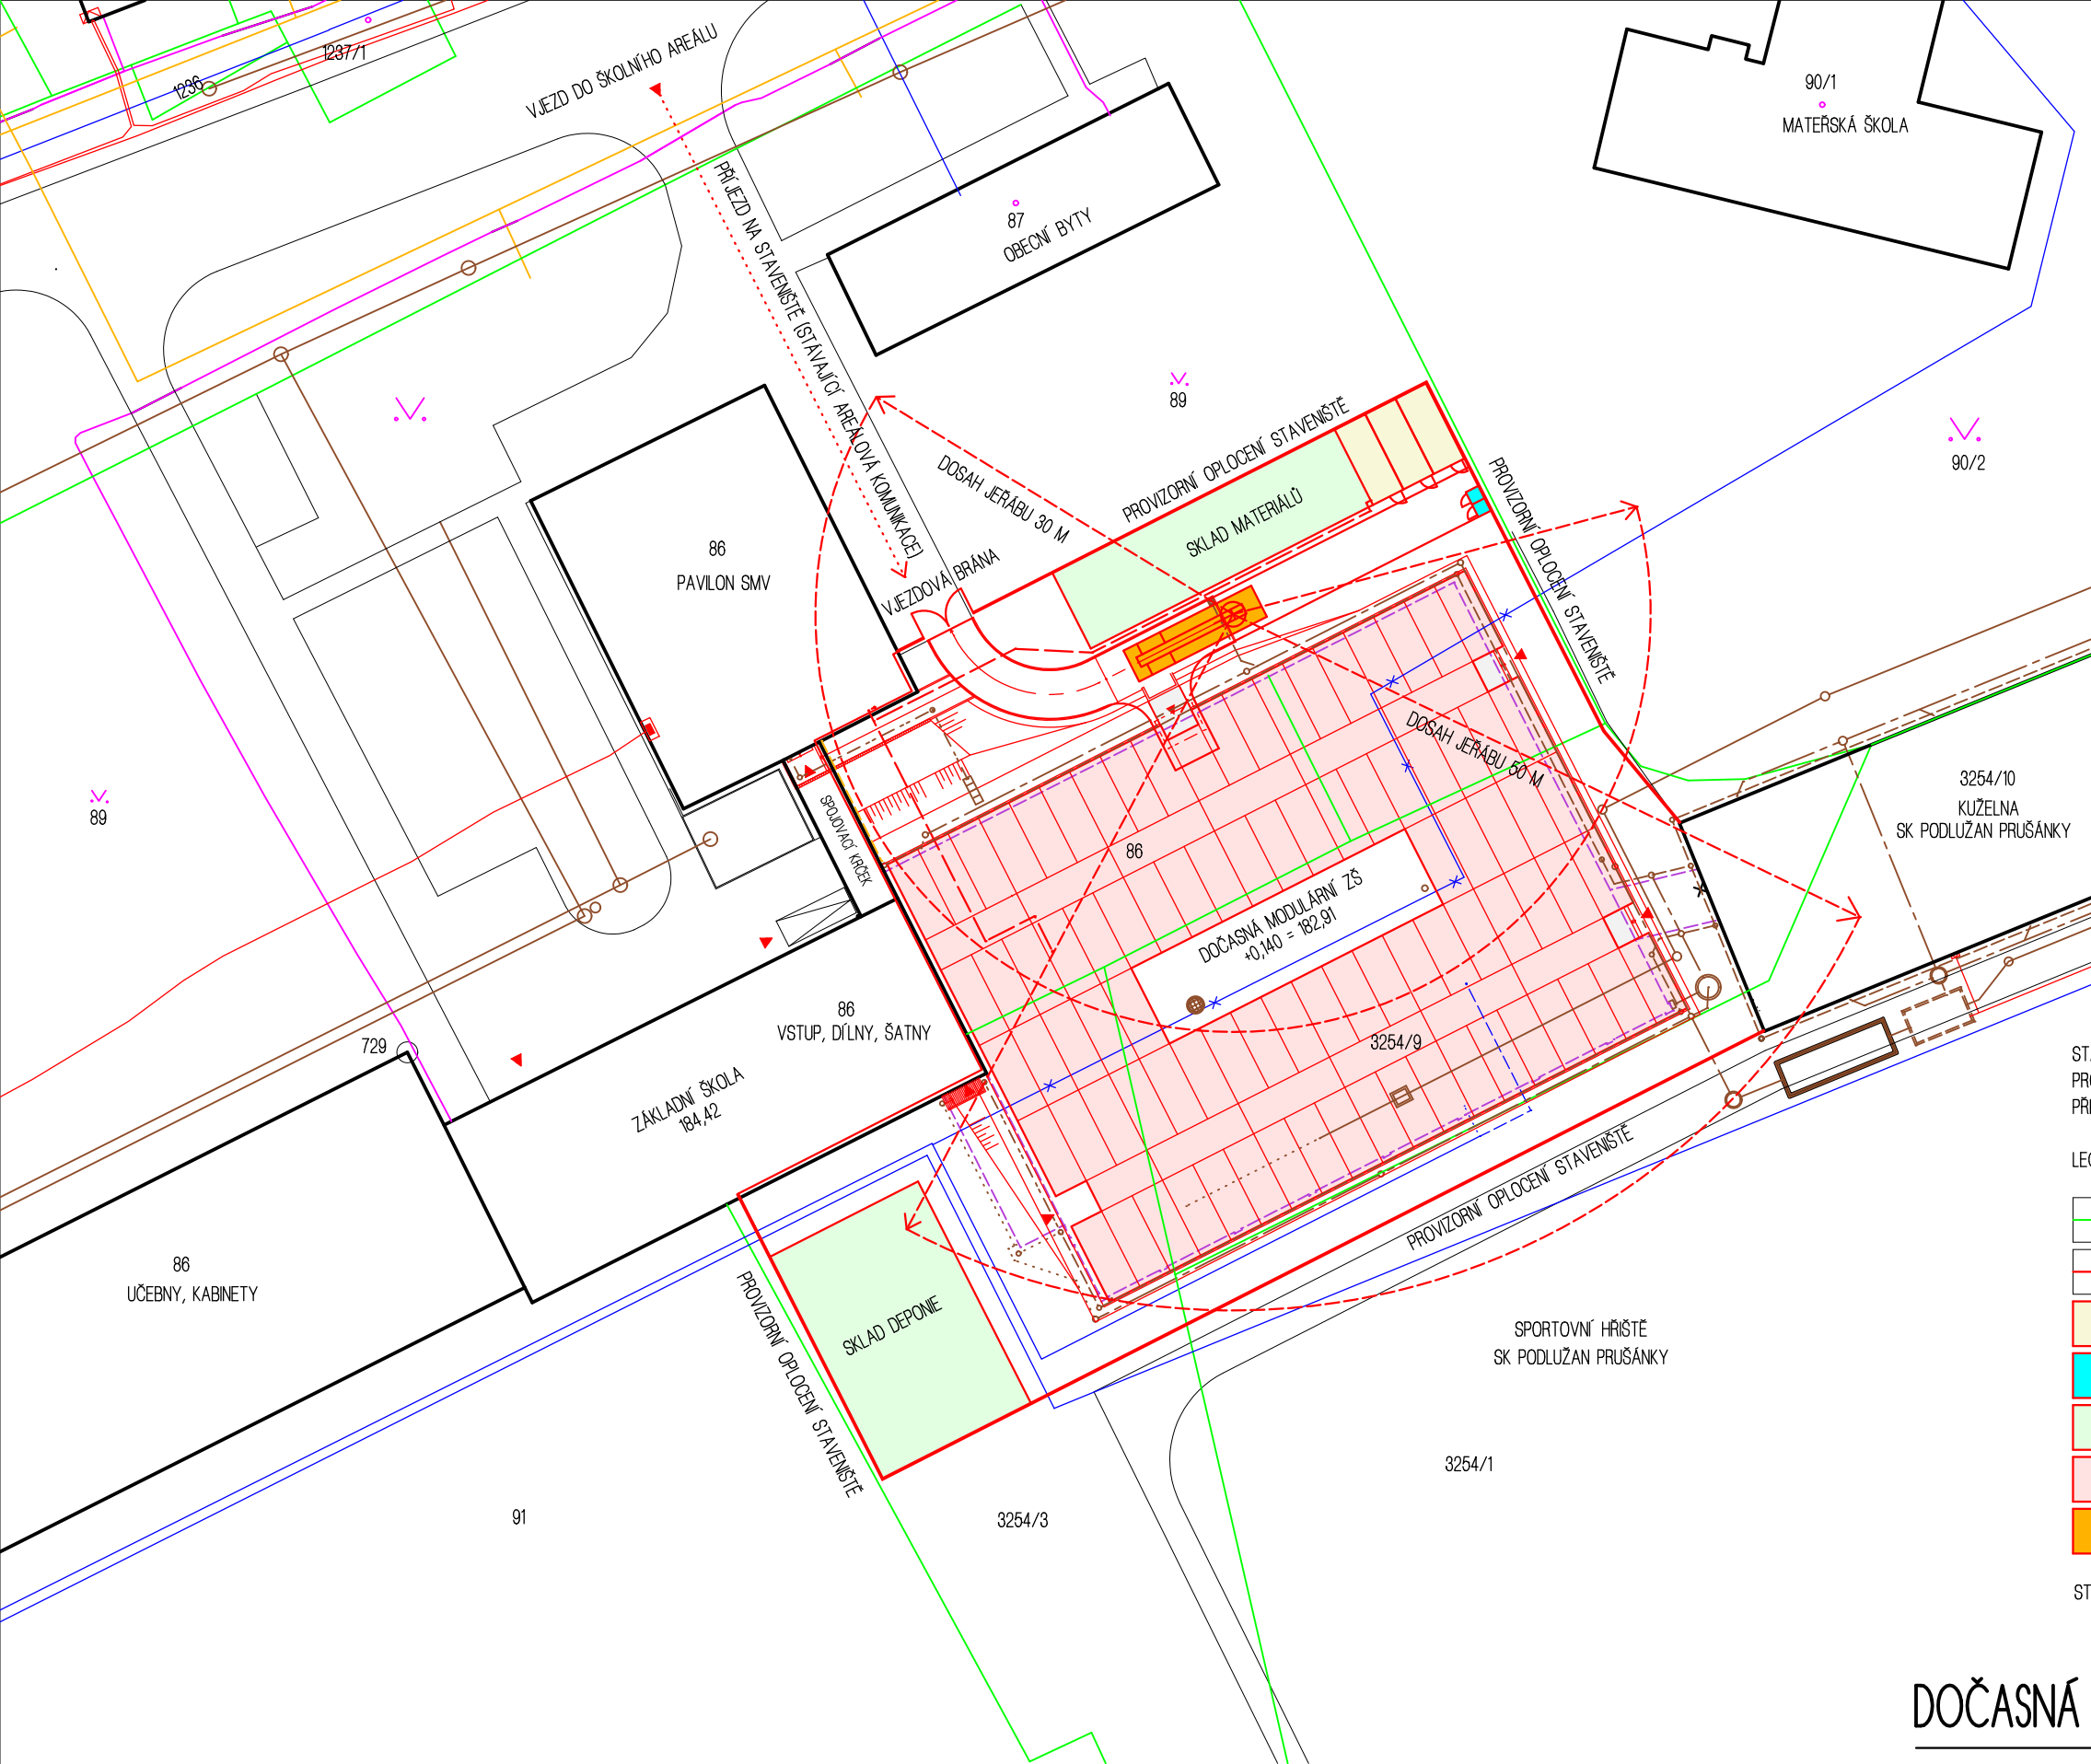 1236
1237/1
VJEZD DO ŠKOLNÍHO AREÁLU
90/1
MATEŘSKÁ ŠKOLA
87
OBECNÍ BYTY
PŘÍJEZD NA STAVENIŠTĚ (STÁVAJÍCÍ AREÁLOVÁ KOMUNIKACE)
89
PROVIZORNÍ OPLOCENÍ STAVENIŠTĚ
DOSAH JEŘÁBU 30 M
SKLAD MATERIÁLŮ
PROVIZORNÍ OPLOCENÍ STAVENIŠTĚ
90/2
86
PAVILON SMV
VJEZDOVÁ BRÁNA
DOSAH JEŘÁBU 50 M
3254/10
KUŽELNA
SK PODLUŽAN PRUŠÁNKY
89
SPOJOVACÍ KRČEK
86
DOČASNÁ MODULÁRNÍ ZŠ
+0,140 = 182,91
86
VSTUP, DÍLNY, ŠATNY
3254/9
729
ZÁKLADNÍ ŠKOLA
184,42
PROVIZORNÍ OPLOCENÍ STAVENIŠTĚ
86
UČEBNY, KABINETY
PROVIZORNÍ OPLOCENÍ STAVENIŠTĚ
SKLAD DEPONIE
SPORTOVNÍ HŘIŠTĚ
SK PODLUŽAN PRUŠÁNKY
3254/1
91
3254/3
DOČASNÁ